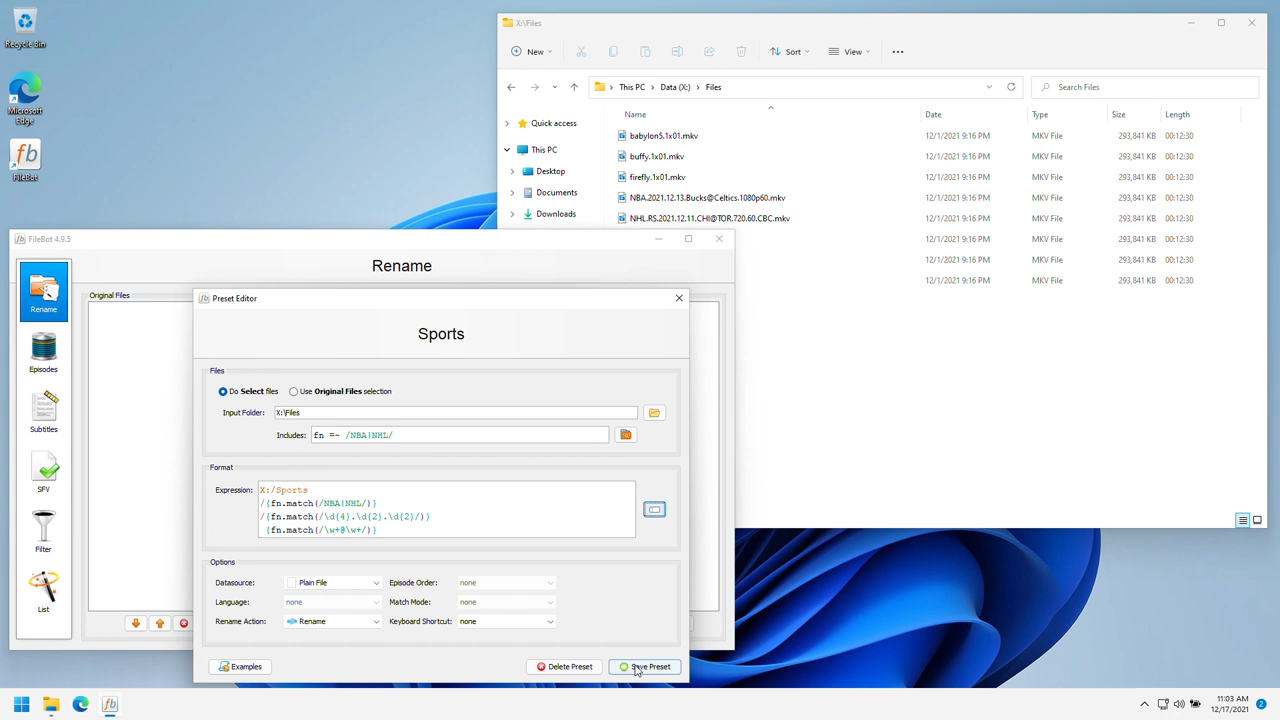 Recycle Bin
Microsoft
Edge
fb
FileBot
X:\Files
New
Sort
View
This PC
Data (X:)
Files
Search Files
Quick access
This PC
Desktop
Documents
Downloads
Name
Date
Type
Size
Length
babylon5.1x01.mkv
12/1/2021 9:16 PM
MKV File
293,841 KB
00:12:30
buffy.1x01.mkv
12/1/2021 9:16 PM
MKV File
293,841 KB
00:12:30
firefly.1x01.mkv
12/1/2021 9:16 PM
MKV File
293,841 KB
00:12:30
NBA.2021.12.13.Bucks@Celtics.1080p60.mkv
12/1/2021 9:16 PM
MKV File
293,841 KB
00:12:30
NHL.RS.2021.12.11.CHI@TOR.720.60.CBC.mkv
12/1/2021 9:16 PM
MKV File
293,841 KB
00:12:30
12/1/2021 9:16 PM
MKV File
293,841 KB
00:12:30
12/1/2021 9:16 PM
MKV File
293,841 KB
00:12:30
12/1/2021 9:16 PM
MKV File
293,841 KB
00:12:30
fb FileBot 4.9.5
Rename
Rename
Episodes
Subtitles
SFV
Filter
List
Original Files
fb Preset Editor
Sports
Files
Do Select files
Use Original Files selection
Input Folder:
X:\Files
Includes:
fn =~ /NBA|NHL/
Format
Expression:
X:/Sports
/{fn.match(/NBA|NHL/)}
/{fn.match(/\d{4}.\d{2}.\d{2}/)}
{fn.match(/\w+@\w+/)}
Options
Datasource:
Plain File
Episode Order:
none
Language:
none
Match Mode:
none
Rename Action:
Rename
Keyboard Shortcut:
none
Examples
Delete Preset
Save Preset
fb
11:03 AM
12/17/2021
2